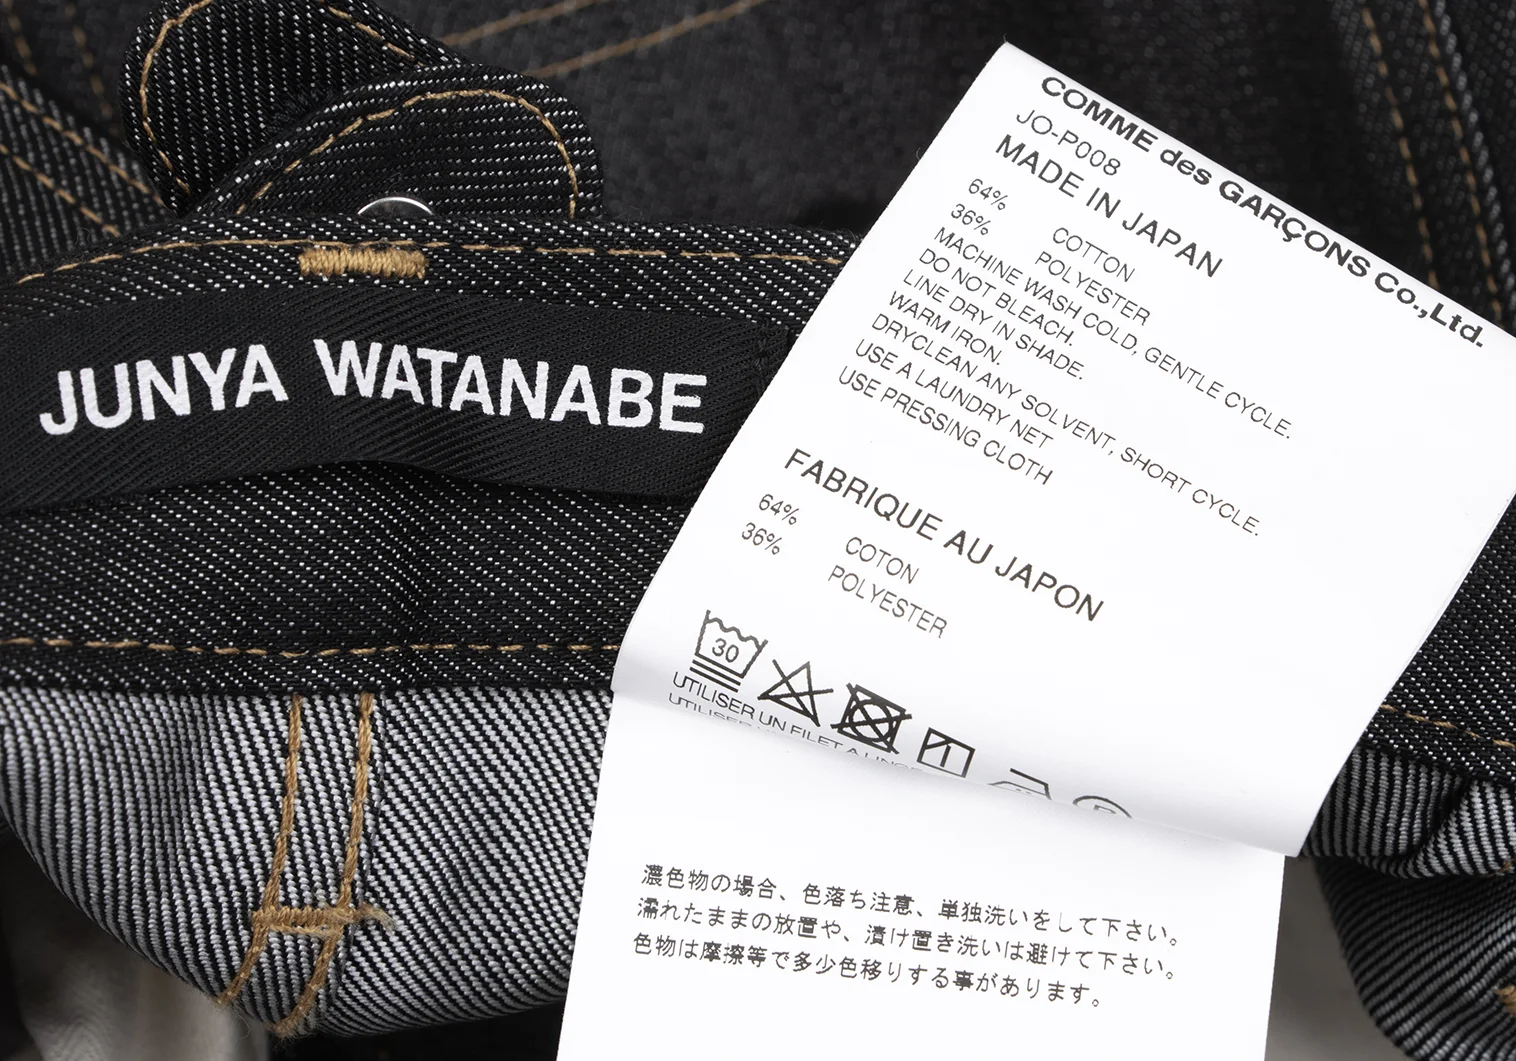 JUNYA WATANABE
COMME des GARÇONS Co.,Ltd.
JO-P008
MADE IN JAPAN
64% COTTON
36% POLYESTER
MACHINE WASH COLD, GENTLE CYCLE.
DO NOT BLEACH.
LINE DRY IN SHADE.
WARM IRON.
DRYCLEAN ANY SOLVENT, SHORT CYCLE.
USE A LAUNDRY NET
USE PRESSING CLOTH
FABRIQUE AU JAPON
64% COTON
36% POLYESTER
30
UTILISER UN FILET A LINGE
UTILISER
濃色物の場合、色落ち注意、単独洗いをして下さい。
濡れたままの放置や、漬け置き洗いは避けて下さい。
色物は摩擦等で多少色移りする事があります。